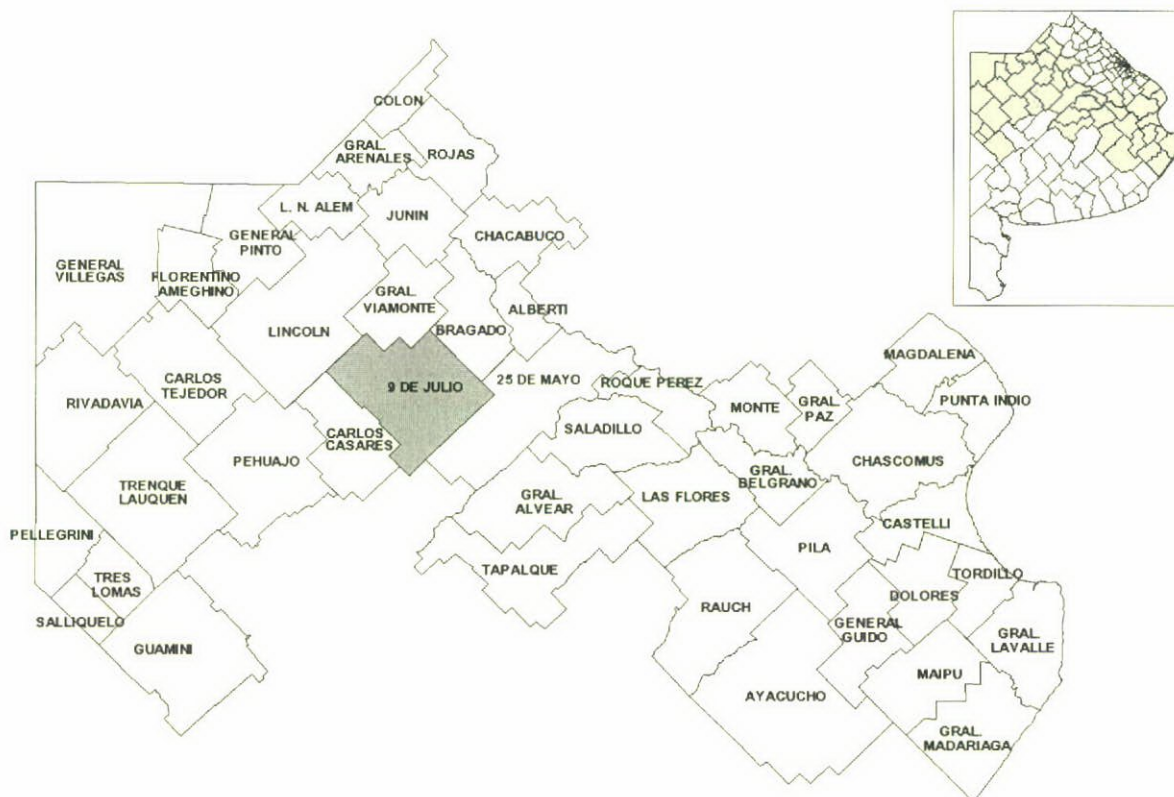 COLON
GRAL.
ARENALES
ROJAS
L. N. ALEM
JUNIN
CHACABUCO
GENERAL
PINTO
GENERAL
VILLEGAS
FLORENTINO
AMEGHINO
GRAL.
VIAMONTE
ALBERTI
LINCOLN
BRAGADO
MAGDALENA
CARLOS
TEJEDOR
9 DE JULIO
25 DE MAYO
ROQUE PEREZ
PUNTA INDIO
RIVADAVIA
MONTE
GRAL.
PAZ
SALADILLO
CARLOS
CASARES
PEHUAJO
CHASCOMUS
TRENQUE
LAUQUEN
GRAL.
BELGRANO
GRAL.
ALVEAR
LAS FLORES
CASTELLI
PELLEGRINI
PILA
TAPALQUE
TORDILLO
TRES
LOMAS
DOLORES
RAUCH
SALLIQUELO
GENERAL
GUIDO
GRAL.
LAVALLE
GUAMINI
MAIPU
AYACUCHO
GRAL.
MADARIAGA